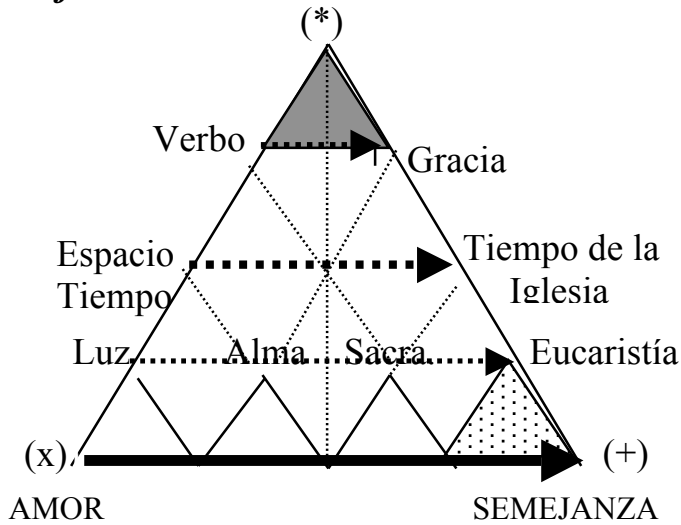 (*)
Verbo
Gracia
Espacio
Tiempo
Tiempo de la
Iglesia
Luz Alma Sacra. Eucaristía
(x) (+)
AMOR SEMEJANZA